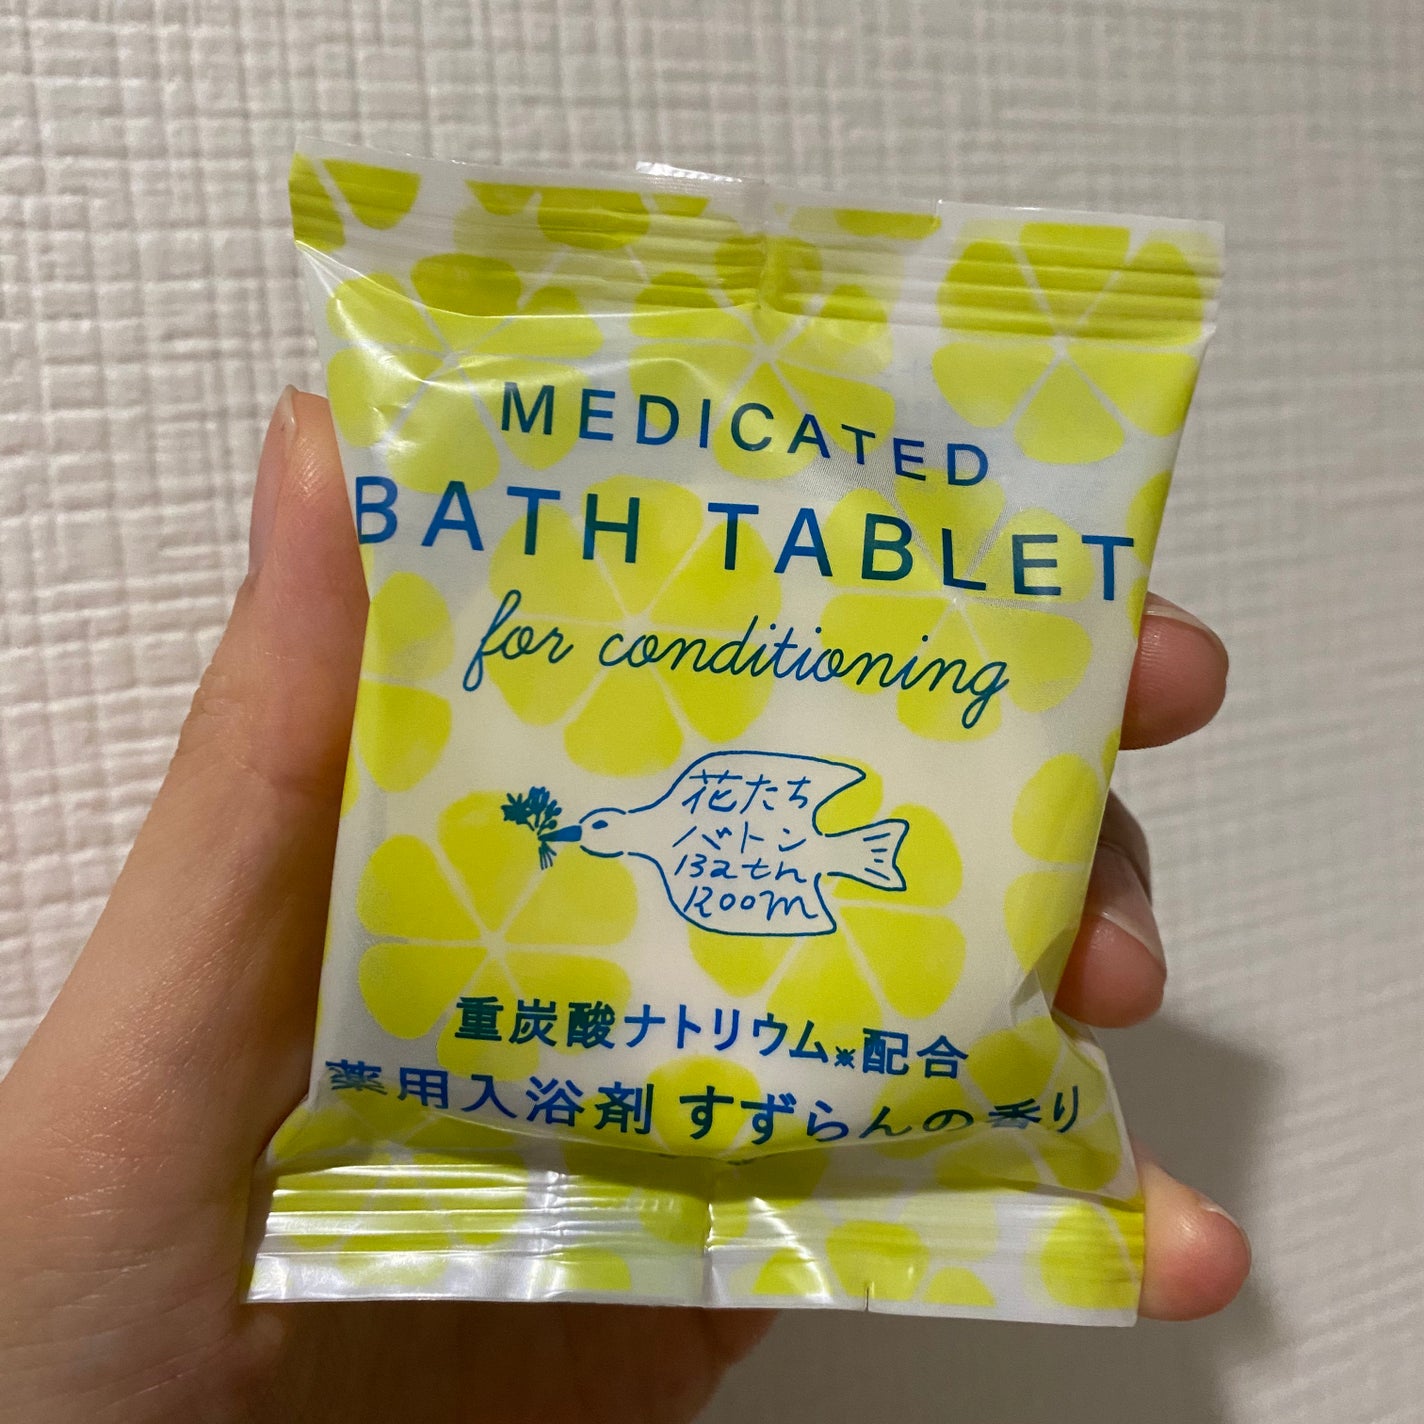 MEDICATED
BATH TABLET
for conditioning
花たち
バトン
Bath
Room
重炭酸ナトリウム※配合
薬用入浴剤 すずらんの香り